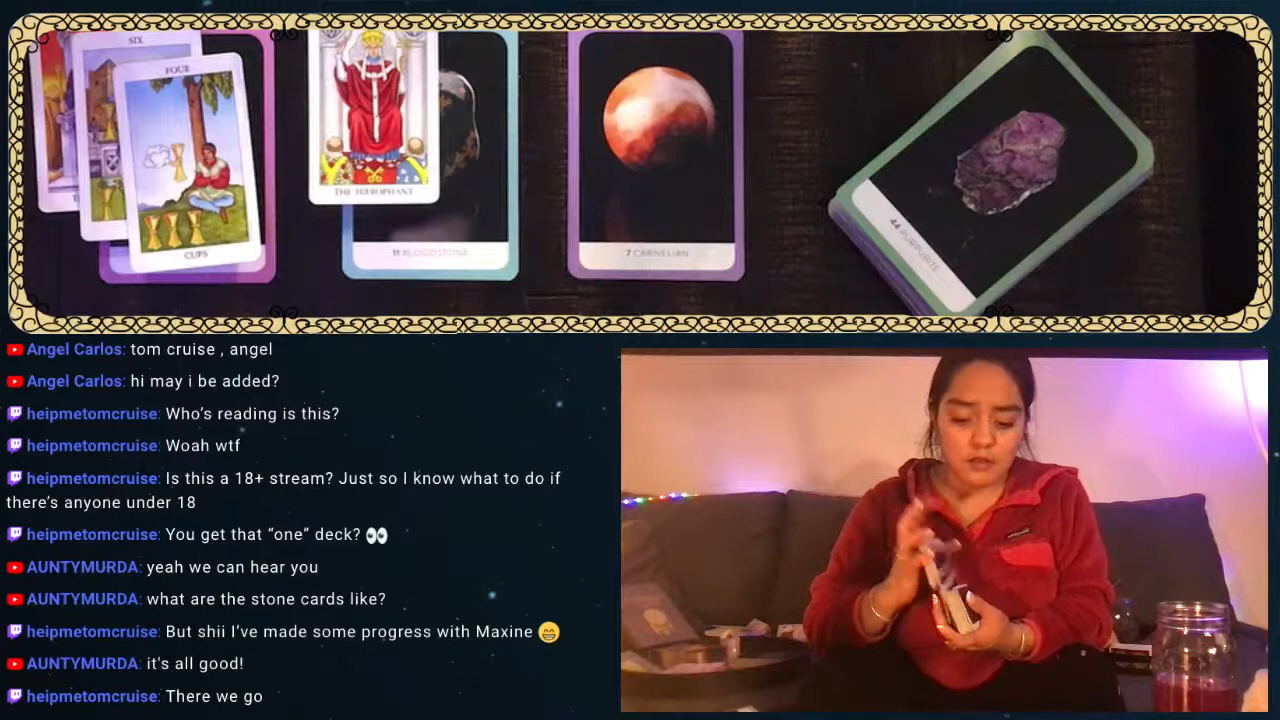 SIX
FOUR
CUPS
THE HIEROPHANT
11 BLOODSTONE
7 CARNELIAN
44 PURPURITE
Angel Carlos: tom cruise , angel
Angel Carlos: hi may i be added?
heipmetomcruise: Who's reading is this?
heipmetomcruise: Woah wtf
heipmetomcruise: Is this a 18+ stream? Just so I know what to do if
there's anyone under 18
heipmetomcruise: You get that “one” deck? 👀
AUNTYMURDA: yeah we can hear you
AUNTYMURDA: what are the stone cards like?
heipmetomcruise: But shii I've made some progress with Maxine 😁
AUNTYMURDA: it's all good!
heipmetomcruise: There we go